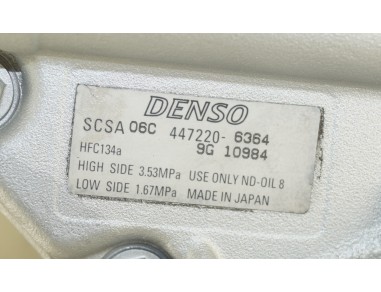 DENSO
SCSA 06C 447220-6364
HFC134a 9G 10984
HIGH SIDE 3.53MPa USE ONLY ND-OIL 8
LOW SIDE 1.67MPa MADE IN JAPAN